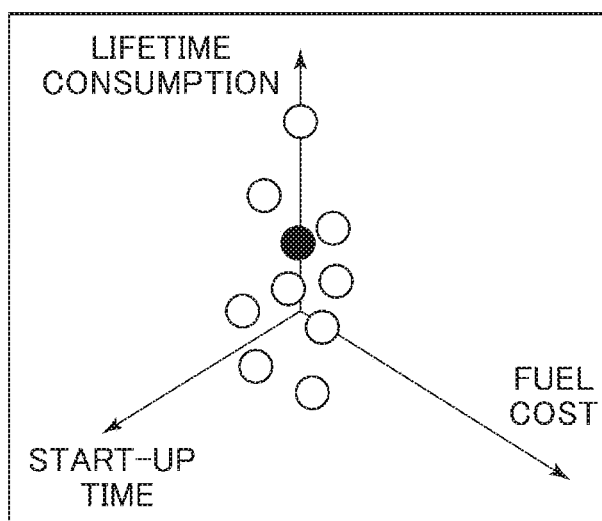 LIFETIME
CONSUMPTION
FUEL
COST
START-UP
TIME